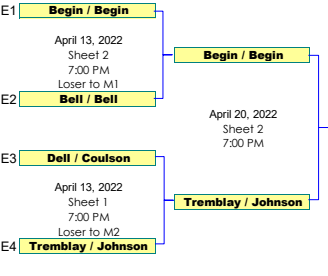 E1 Begin / Begin
April 13, 2022
Sheet 2
7:00 PM
Loser to M1
E2 Bell / Bell
Begin / Begin
April 20, 2022
Sheet 2
7:00 PM
E3 Dell / Coulson
April 13, 2022
Sheet 1
7:00 PM
Loser to M2
E4 Tremblay / Johnson
Tremblay / Johnson